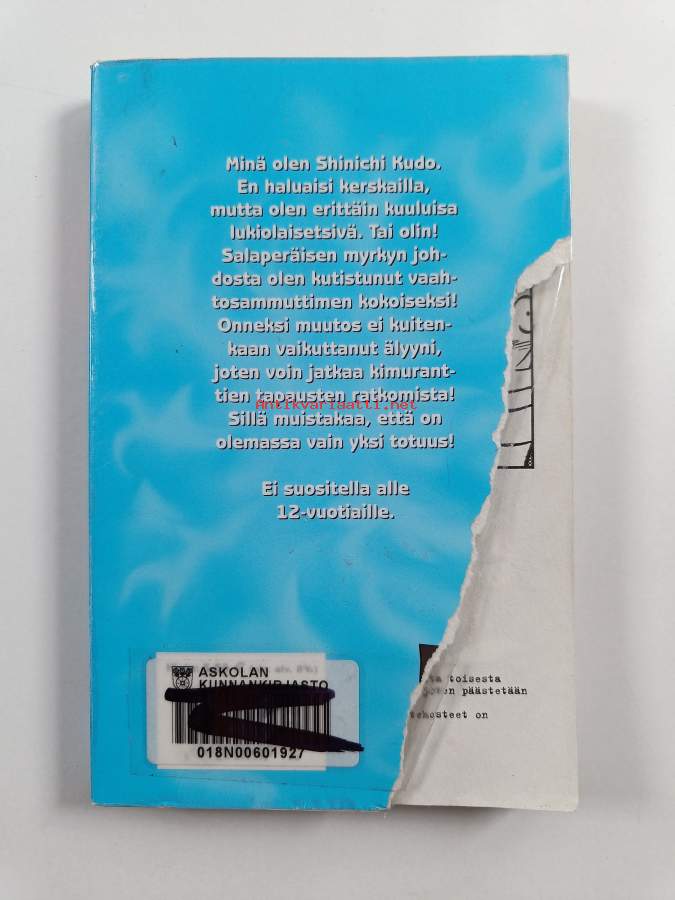 Minä olen Shinichi Kudo.
En haluaisi kerskailla,
mutta olen erittäin kuuluisa
lukiolaisetsivä. Tai olin!
Salaperäisen myrkyn joh-
dosta olen kutistunut vaah-
tosammuttimen kokoiseksi!
Onneksi muutos ei kuiten-
kaan vaikuttanut älyyni,
joten voin jatkaa kimurant-
tien tapausten ratkomista!
Antikvariaatti.net
Sillä muistakaa, että on
olemassa vain yksi totuus!
Ei suositella alle
12-vuotiaille.
ASKOLAN
KUNNANKIRJASTO
018N00601927
toisesta
päästetään
on